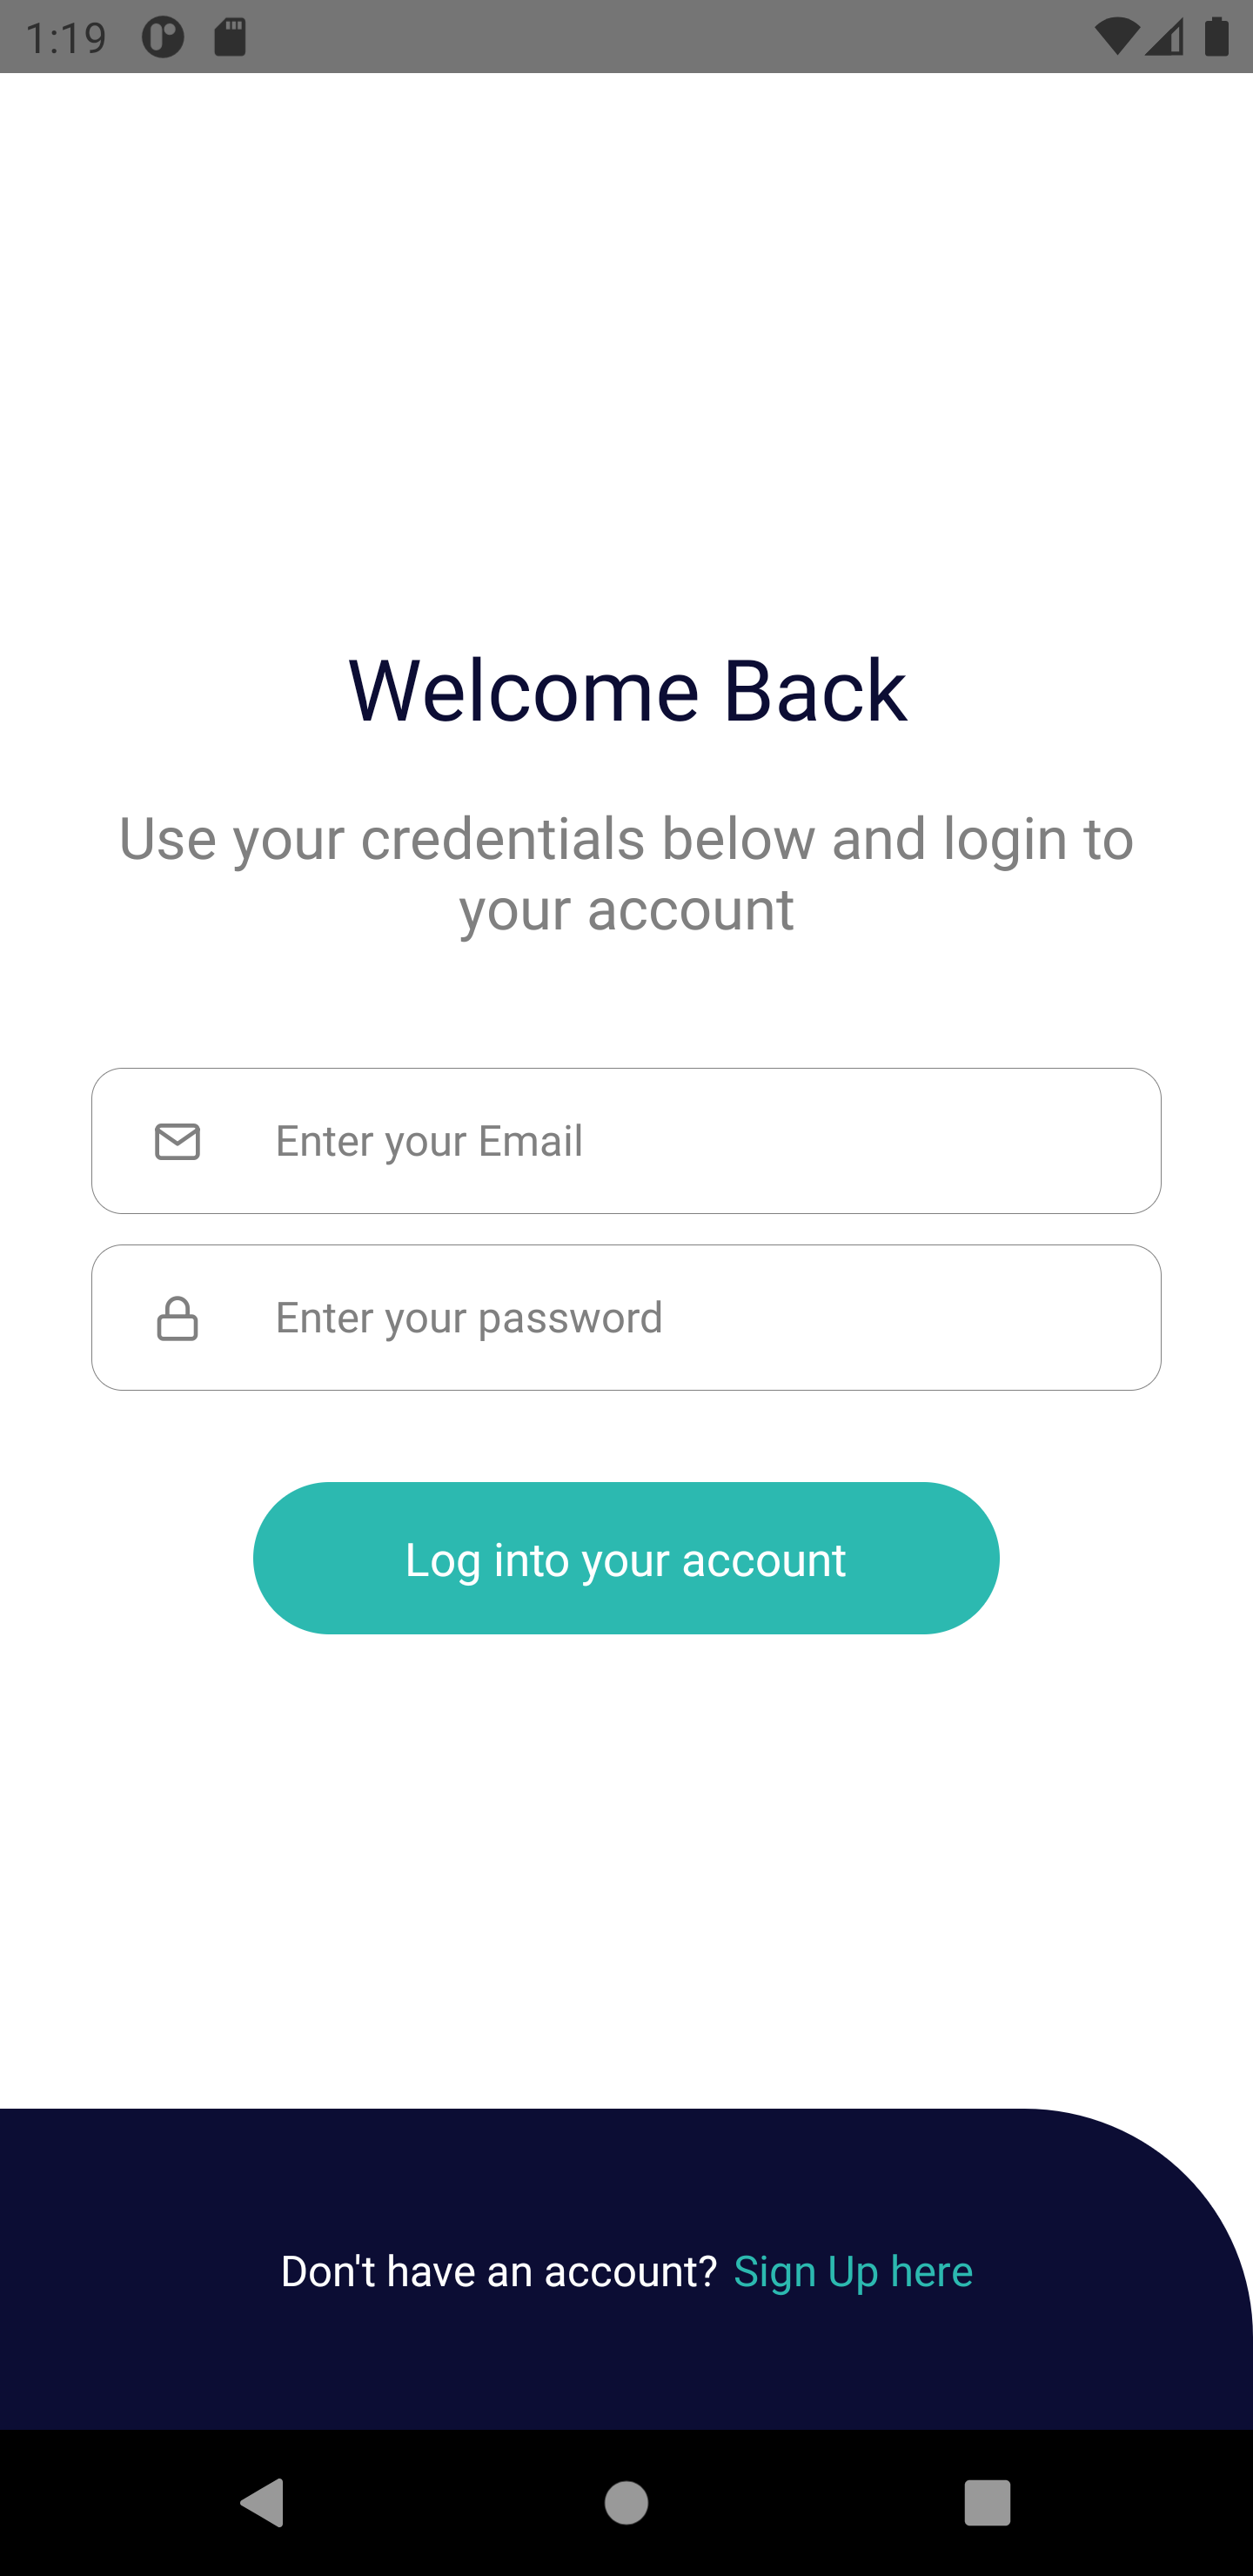 1:19
Welcome Back
Use your credentials below and login to
your account
Enter your Email
Enter your password
Log into your account
Don't have an account? Sign Up here